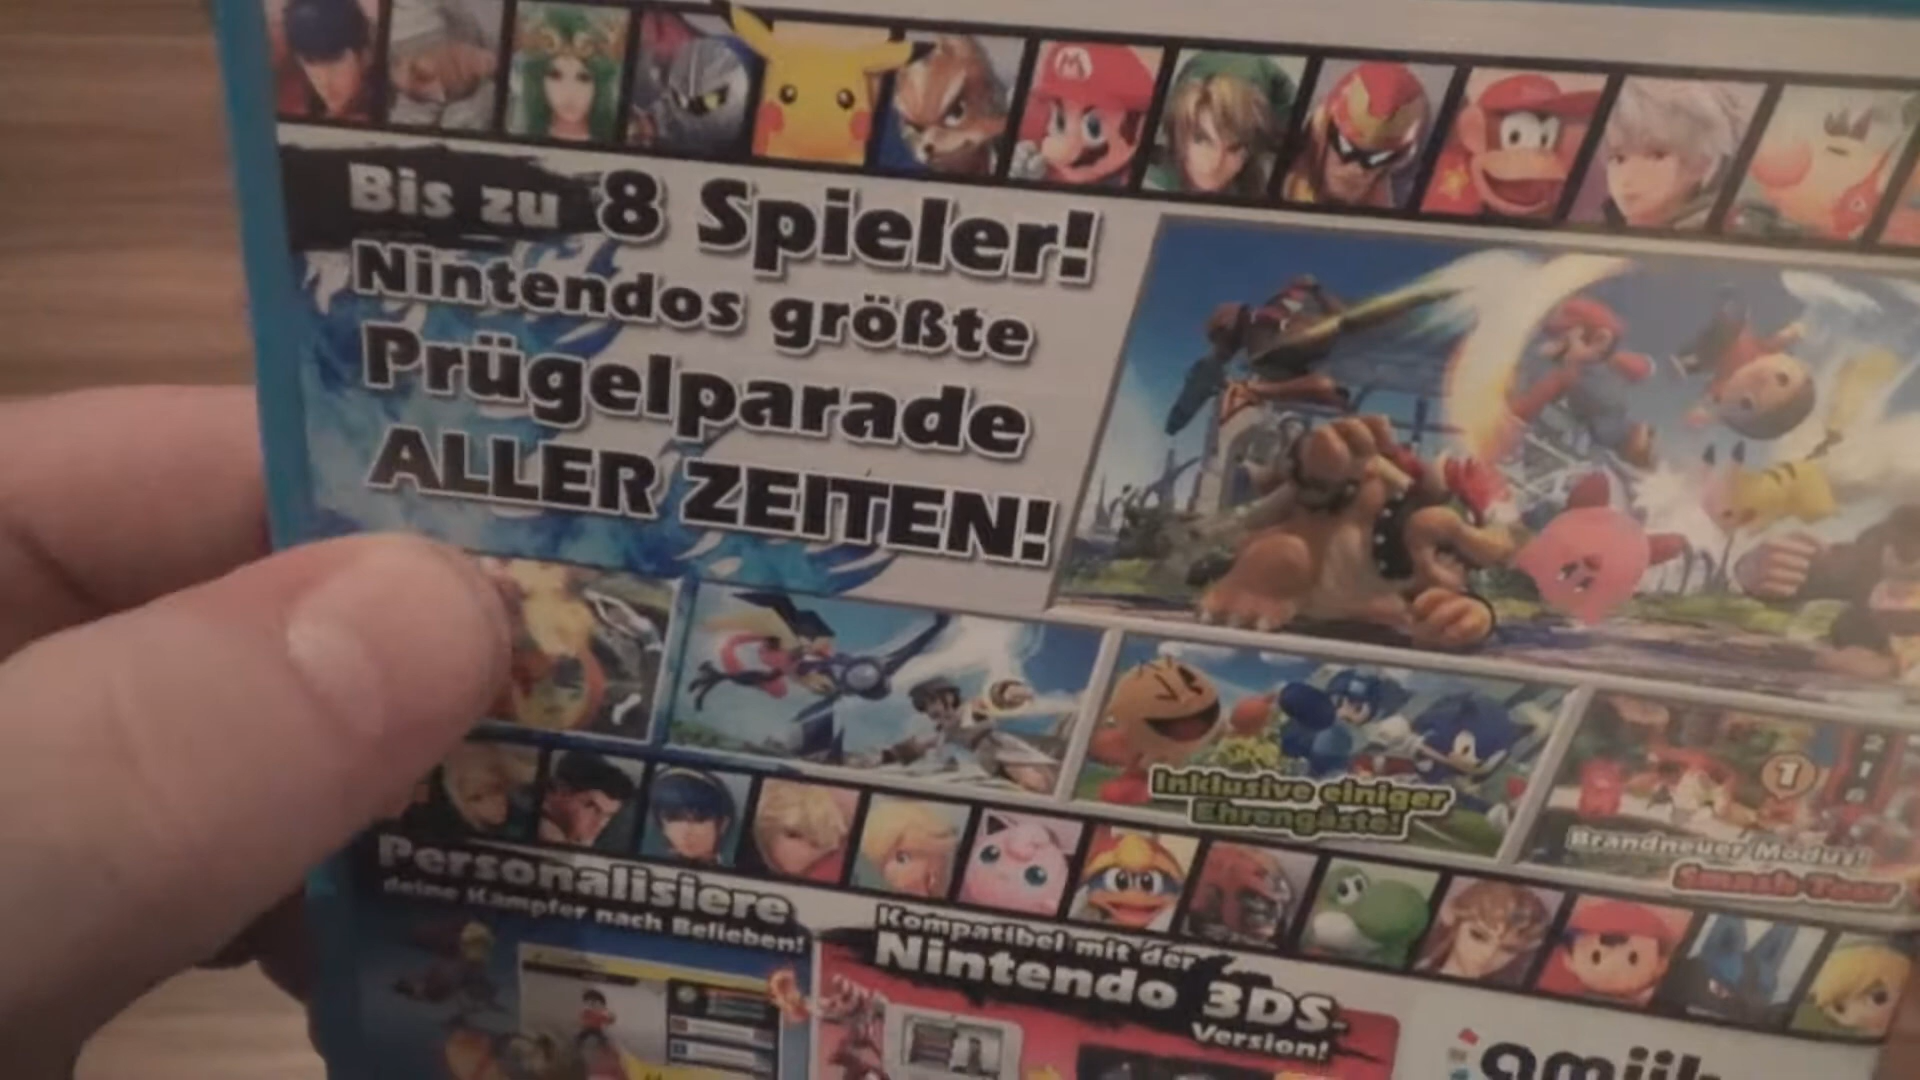 Bis zu 8 Spieler!
Nintendos größte
Prügelparade
ALLER ZEITEN!
Inklusive einiger
Ehrengäste!
1
Brandneuer Modus:
Smash-Tour
Personalisiere
deine Kämpfer nach Belieben!
Kompatibel mit der
Nintendo 3DS-
Version!